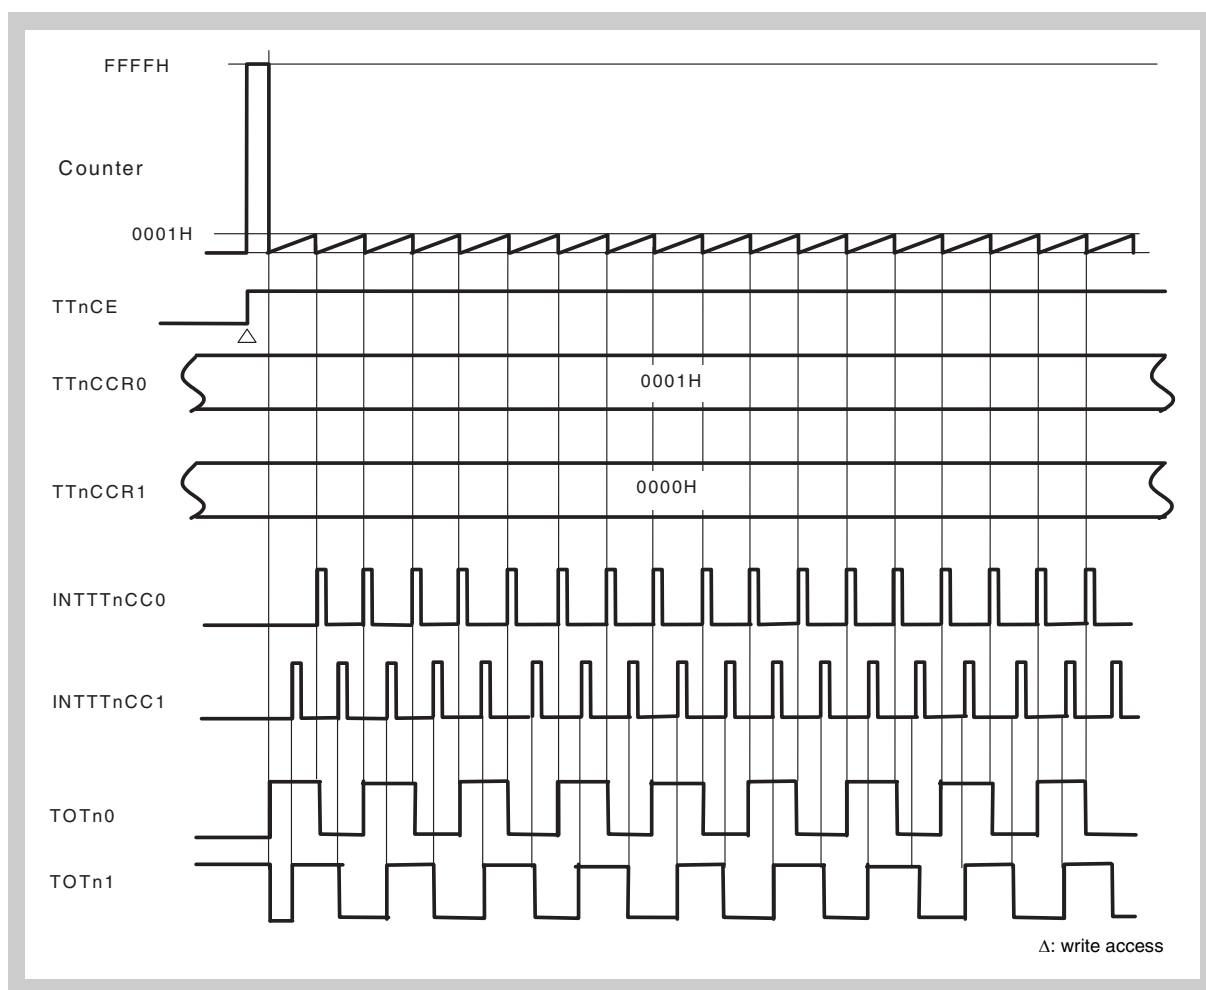 FFFFH
Counter
0001H
TTnCE
TTnCCR0
0001H
TTnCCR1
0000H
INTTTnCC0
INTTTnCC1
TOTn0
TOTn1
Δ: write access